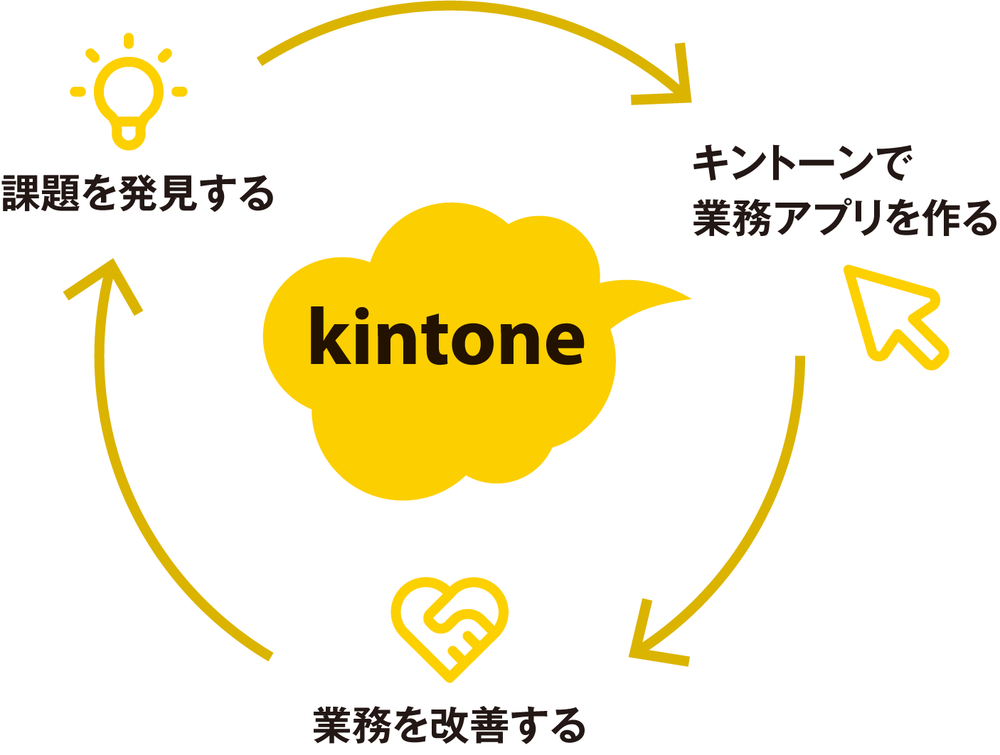 課題を発見する
キントーンで
業務アプリを作る
kintone
業務を改善する